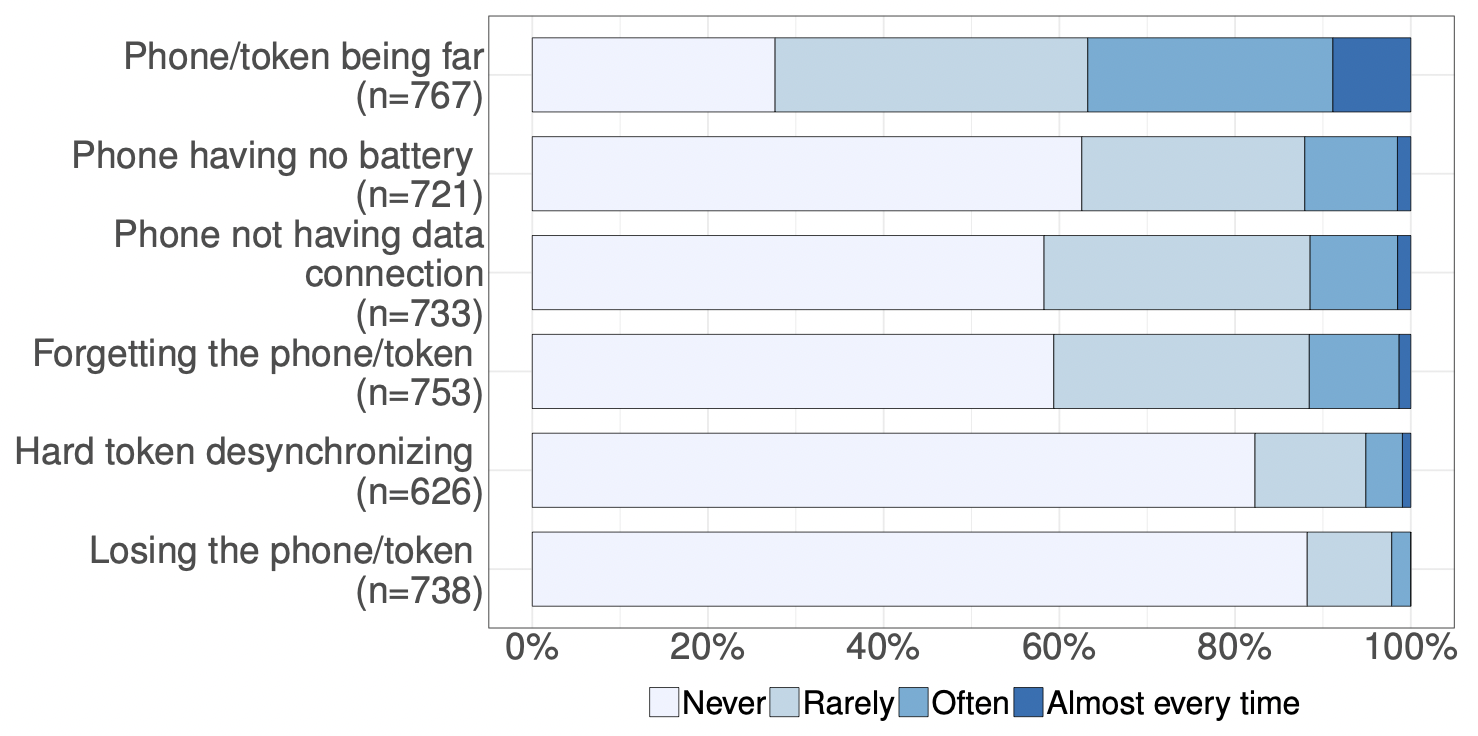 Phone/token being far
(n=767)
Phone having no battery
(n=721)
Phone not having data
connection
(n=733)
Forgetting the phone/token
(n=753)
Hard token desynchronizing
(n=626)
Losing the phone/token
(n=738)
0% 20% 40% 60% 80% 100%
Never Rarely Often Almost every time